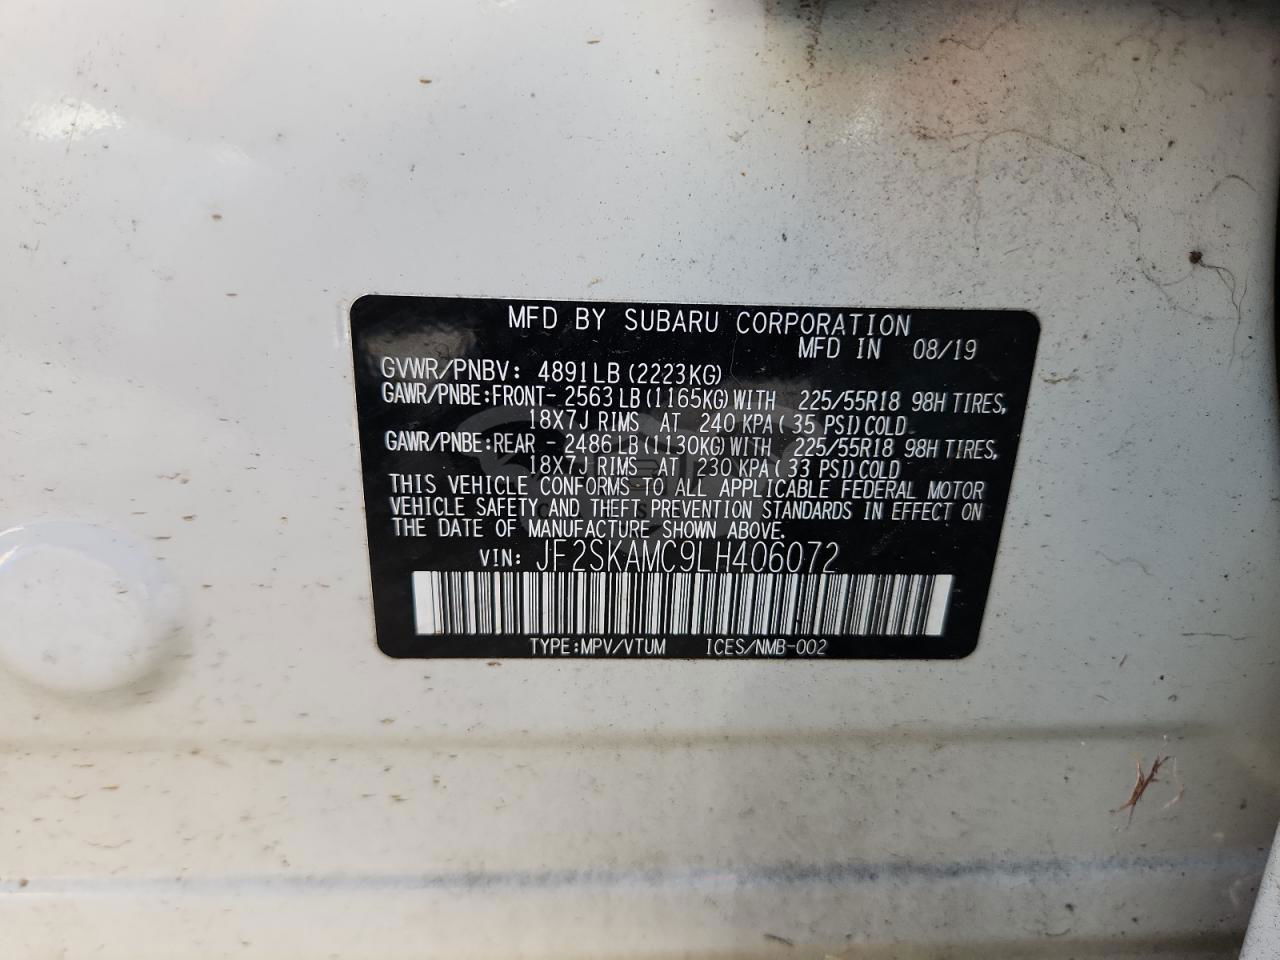 MFD BY SUBARU CORPORATION
MFD IN 08/19
GVWR/PNBV: 4891LB (2223KG)
GAWR/PNBE:FRONT- 2563 LB (1165KG) WITH 225/55R18 98H TIRES,
18X7J RIMS AT 240 KPA ( 35 PSI) COLD
GAWR/PNBE:REAR - 2486 LB (1130KG) WITH 225/55R18 98H TIRES,
18X7J RIMS AT 230 KPA ( 33 PSI) COLD
THIS VEHICLE CONFORMS TO ALL APPLICABLE FEDERAL MOTOR
VEHICLE SAFETY AND THEFT PREVENTION STANDARDS IN EFFECT ON
THE DATE OF MANUFACTURE SHOWN ABOVE.
VIN: JF2SKAMC9LH406072
TYPE:MPV/VTUM ICES/NMB-002